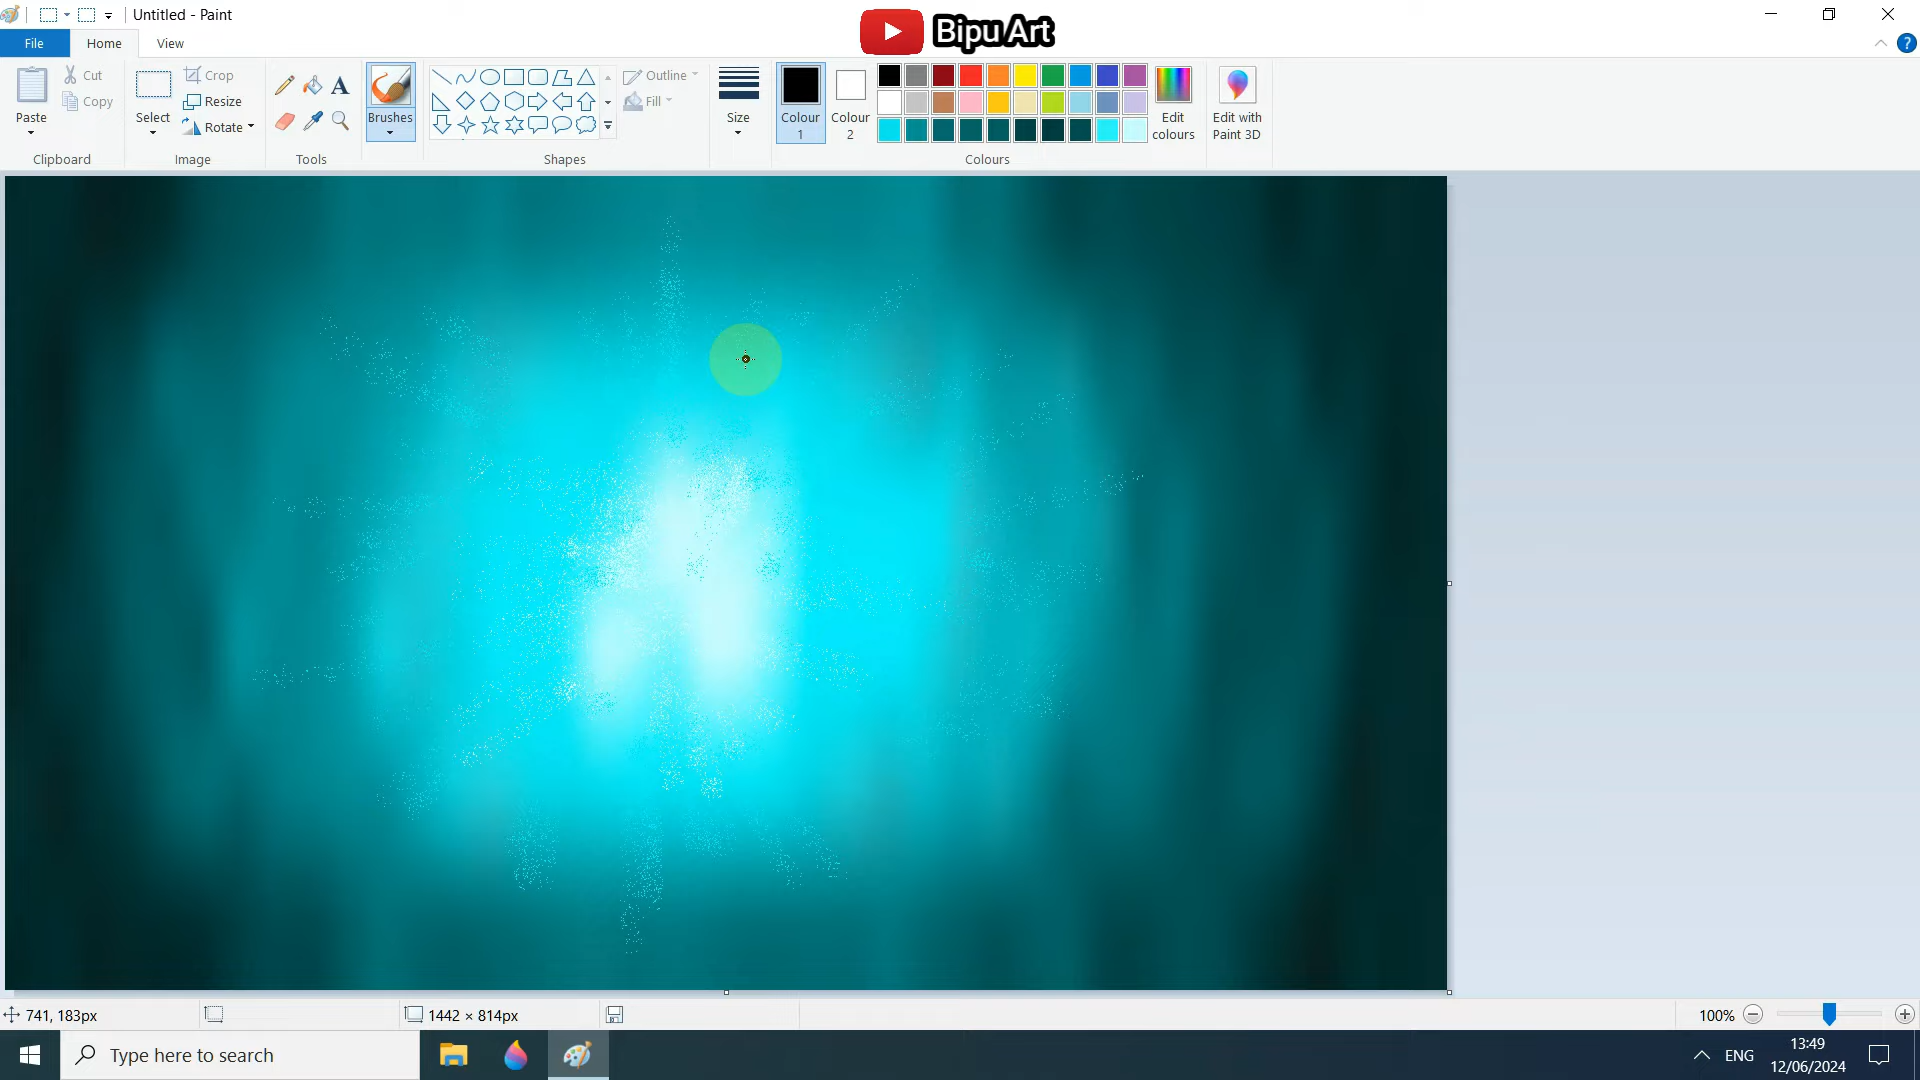 Untitled - Paint
Bipu Art
File
Home
View
Paste
Cut
Copy
Clipboard
Select
Crop
Resize
Rotate
Image
A
Tools
Brushes
Outline
Fill
Shapes
Size
Colour
1
Colour
2
Edit
colours
Colours
Edit with
Paint 3D
?
741, 183px
1442 × 814px
100%
Type here to search
ENG
13:49
12/06/2024